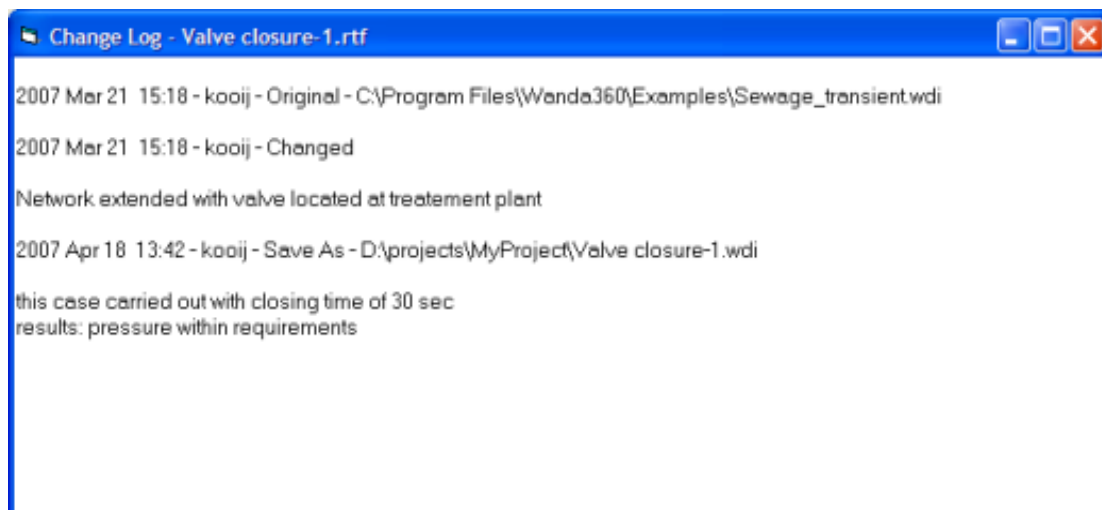 Change Log - Valve closure-1.rtf
2007 Mar 21 15:18 - kooij - Original - C:\Program Files\Wanda360\Examples\Sewage_transient.wdi
2007 Mar 21 15:18 - kooij - Changed
Network extended with valve located at treatement plant
2007 Apr 18 13:42 - kooij - Save As - D:\projects\MyProject\Valve closure-1.wdi
this case carried out with closing time of 30 sec
results: pressure within requirements